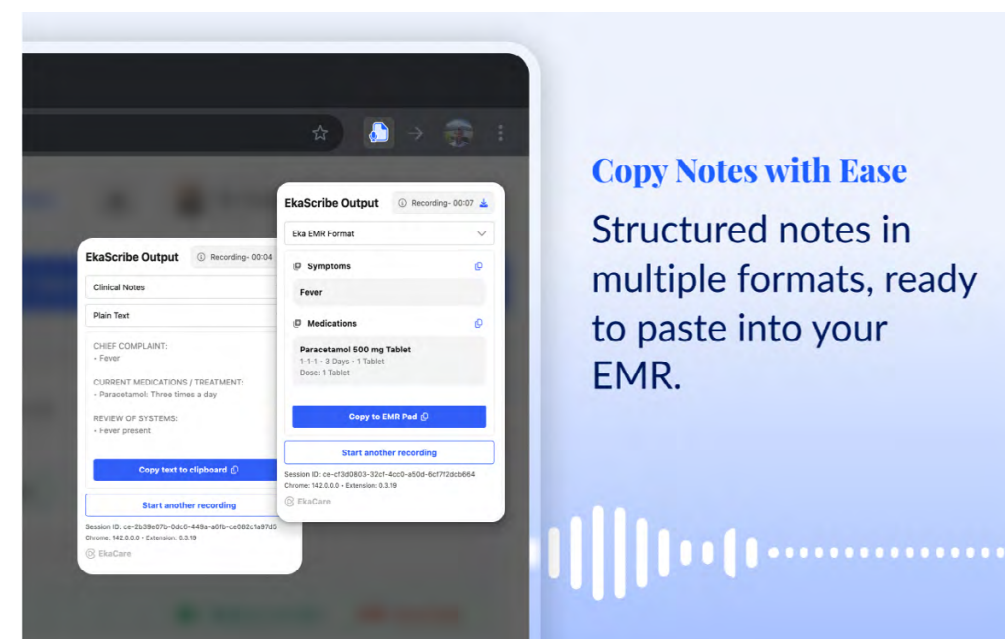 Copy Notes with Ease
Structured notes in
multiple formats, ready
to paste into your
EMR.
EkaScribe Output
Recording- 00:04
Clinical Notes
Plain Text
CHIEF COMPLAINT:
- Fever
CURRENT MEDICATIONS / TREATMENT:
- Paracetamol: Three times a day
REVIEW OF SYSTEMS:
- Fever present
Copy text to clipboard
Start another recording
Session ID:
Chrome: 142.0.0.0 • Extension: 0.3.19
EkaCare
EkaScribe Output
Recording- 00:07
Eka EMR Format
Symptoms
Fever
Medications
Paracetamol 500 mg Tablet
1-1-1 - 3 Days - 1 Tablet
Dose: 1 Tablet
Copy to EMR Pad
Start another recording
Session ID: ce-cf3d0803-32cf-4cc0-a50d-6cf7f2dcb664
Chrome: 142.0.0.0 • Extension: 0.3.19
EkaCare